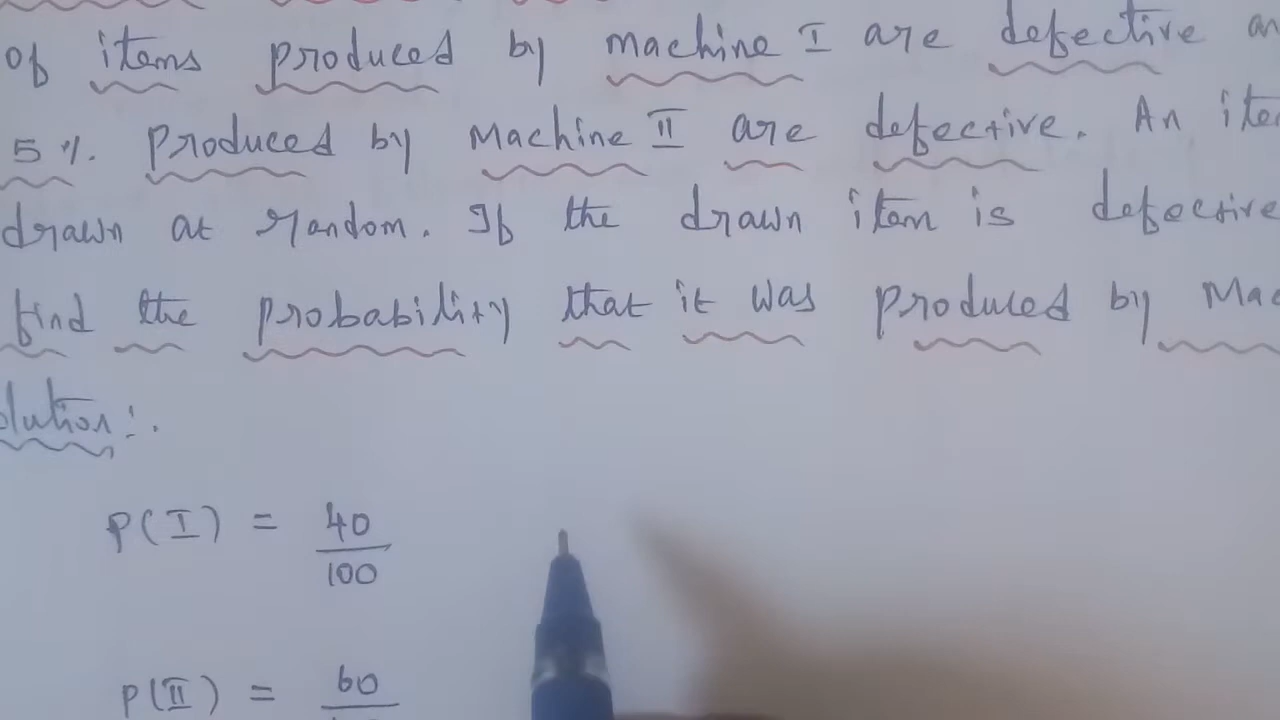 of items produced by machine I are defective an
5%. Produced by Machine II are defective. An ite
drawn at random. If the drawn item is defective
find the probability that it was produced by Mac
olution:.
P(I) = 40/100
P(II) = 60